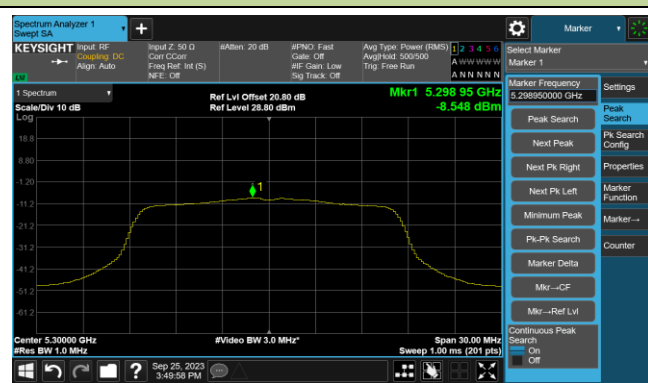 Spectrum Analyzer 1
Swept SA
Marker
KEYSIGHT
Input: RF
Coupling: DC
Align: Auto
Input Z: 50 Ω
Corr CCorr
Freq Ref: Int (S)
NFE: Off
#Atten: 20 dB
#PNO: Fast
Gate: Off
#IF Gain: Low
Sig Track: Off
Avg Type: Power (RMS)
Avg|Hold: 500/500
Trig: Free Run
1 2 3 4 5 6
A W W W W W
A N N N N N
LM
Select Marker
Marker 1
1 Spectrum
Scale/Div 10 dB
Log
Ref Lvl Offset 20.80 dB
Ref Level 28.80 dBm
Mkr1 5.298 95 GHz
-8.548 dBm
18.8
8.80
-1.20
-11.2
-21.2
-31.2
-41.2
-51.2
-61.2
1
Center 5.30000 GHz
#Res BW 1.0 MHz
#Video BW 3.0 MHz*
Span 30.00 MHz
Sweep 1.00 ms (201 pts)
Marker Frequency
5.298950000 GHz
Peak Search
Next Peak
Next Pk Right
Next Pk Left
Minimum Peak
Pk-Pk Search
Marker Delta
Mkr→CF
Mkr→Ref Lvl
Continuous Peak
Search
On
Off
Settings
Peak
Search
Pk Search
Config
Properties
Marker
Function
Marker→
Counter
Sep 25, 2023
3:49:58 PM